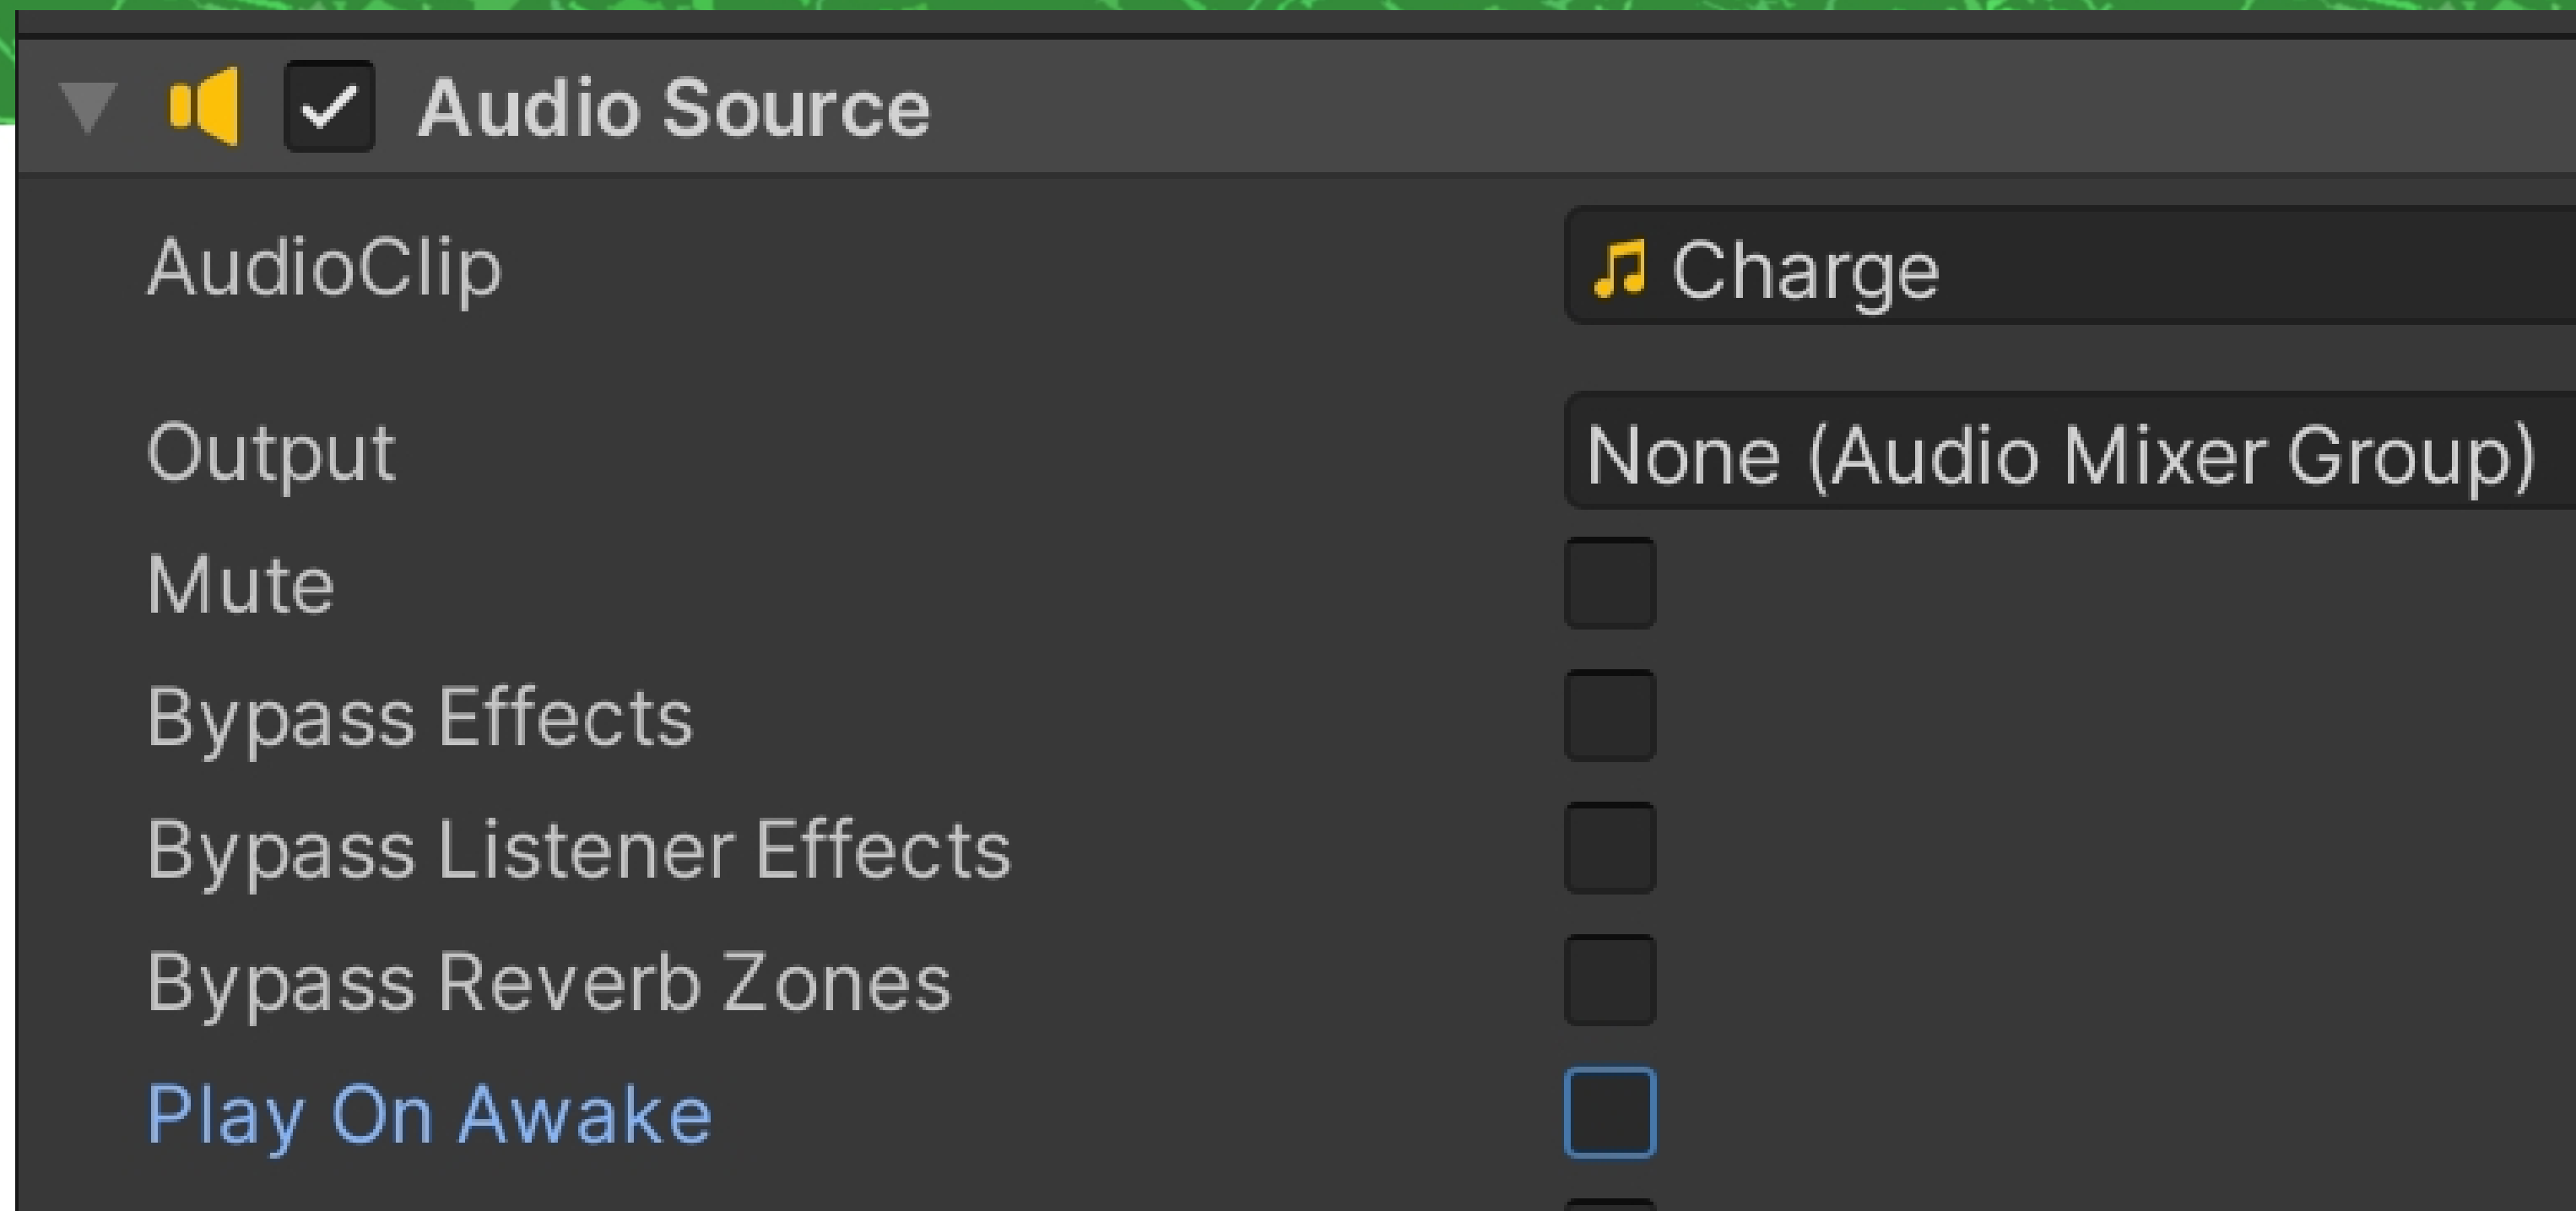 Audio Source
AudioClip
Charge
Output
None (Audio Mixer Group)
Mute
Bypass Effects
Bypass Listener Effects
Bypass Reverb Zones
Play On Awake